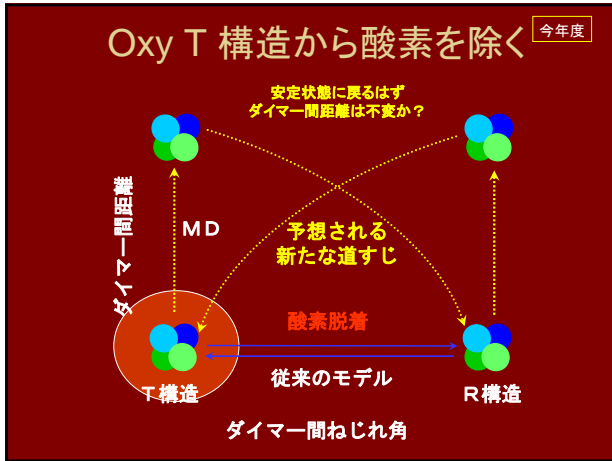 Oxy T 構造から酸素を除く
今年度
安定状態に戻るはず
ダイマー間距離は不変か？
ダイマー間距離
ＭＤ
予想される
新たな道すじ
酸素脱着
従来のモデル
Ｔ構造
Ｒ構造
ダイマー間ねじれ角